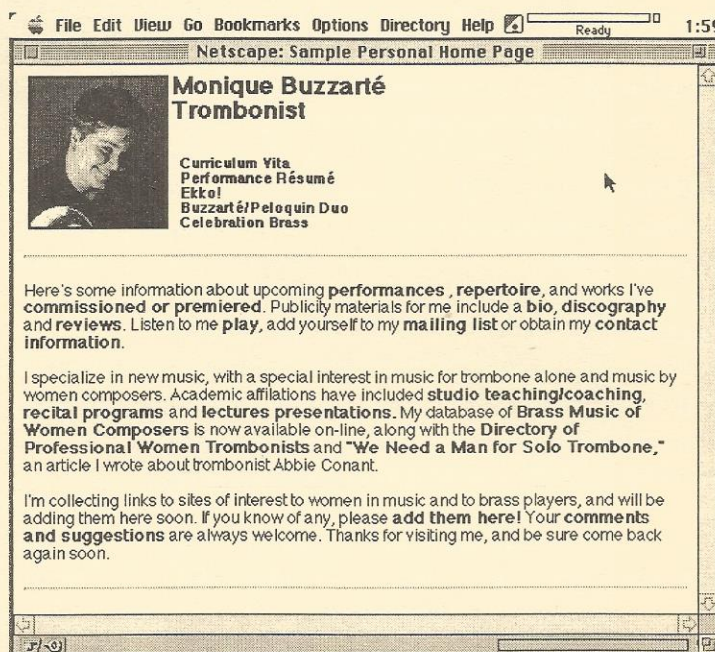 File Edit View Go Bookmarks Options Directory Help Ready 1:59
Netscape: Sample Personal Home Page
Monique Buzzarté
Trombonist
Curriculum Vita
Performance Résumé
Ekko!
Buzzarté/Peloquin Duo
Celebration Brass
Here's some information about upcoming performances , repertoire, and works I've
commissioned or premiered. Publicity materials for me include a bio, discography
and reviews. Listen to me play, add yourself to my mailing list or obtain my contact
information.
I specialize in new music, with a special interest in music for trombone alone and music by
women composers. Academic affilations have included studio teaching/coaching,
recital programs and lectures presentations. My database of Brass Music of
Women Composers is now available on-line, along with the Directory of
Professional Women Trombonists and "We Need a Man for Solo Trombone,"
an article I wrote about trombonist Abbie Conant.
I'm collecting links to sites of interest to women in music and to brass players, and will be
adding them here soon. If you know of any, please add them here! Your comments
and suggestions are always welcome. Thanks for visiting me, and be sure come back
again soon.